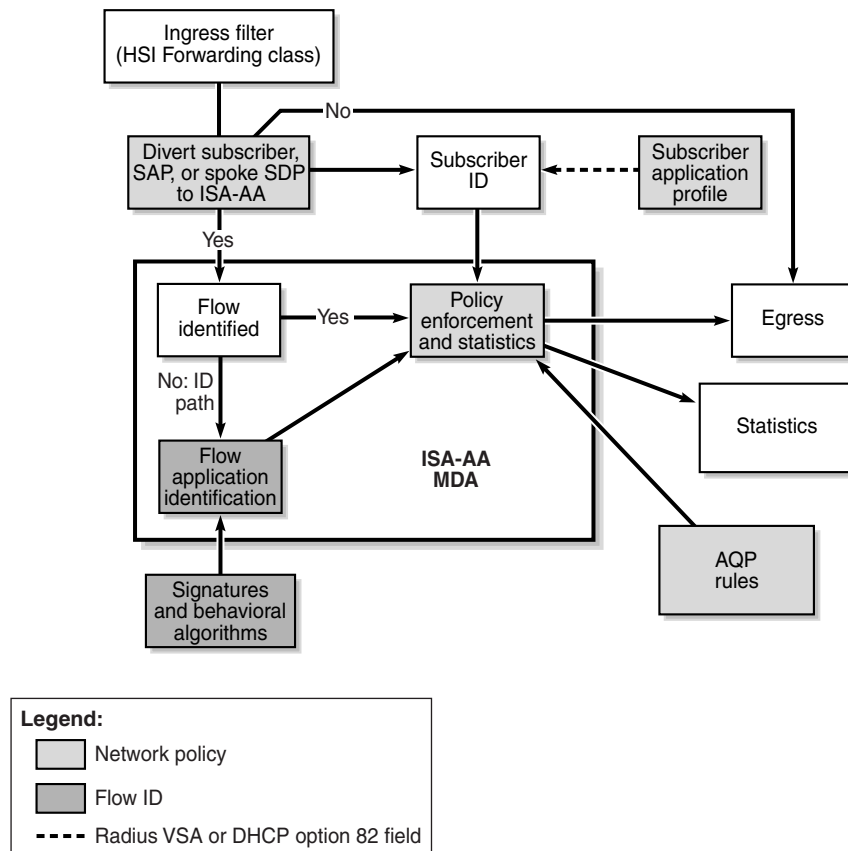 Ingress filter
(HSI Forwarding class)
No
Divert subscriber,
SAP, or spoke SDP
to ISA-AA
Subscriber
ID
Subscriber
application
profile
Yes
Flow
identified
Yes
Policy
enforcement
and statistics
Egress
No: ID
path
Statistics
Flow
application
identification
ISA-AA
MDA
AQP
rules
Signatures
and behavioral
algorithms
Legend:
Network policy
Flow ID
Radius VSA or DHCP option 82 field